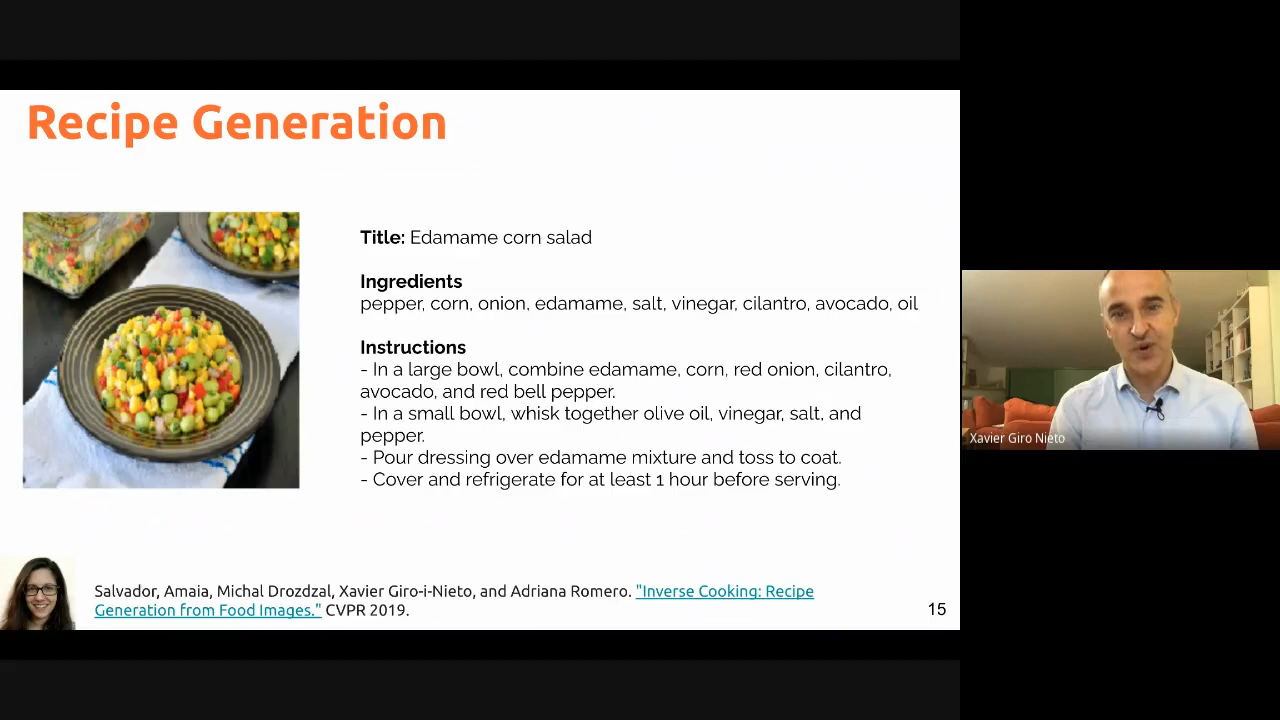 Recipe Generation
Title: Edamame corn salad
Ingredients
pepper, corn, onion, edamame, salt, vinegar, cilantro, avocado, oil
Instructions
- In a large bowl, combine edamame, corn, red onion, cilantro,
avocado, and red bell pepper.
- In a small bowl, whisk together olive oil, vinegar, salt, and
pepper.
- Pour dressing over edamame mixture and toss to coat.
- Cover and refrigerate for at least 1 hour before serving.
Xavier Giro Nieto
Salvador, Amaia, Michal Drozdzal, Xavier Giro-i-Nieto, and Adriana Romero. "Inverse Cooking: Recipe
Generation from Food Images." CVPR 2019.
15